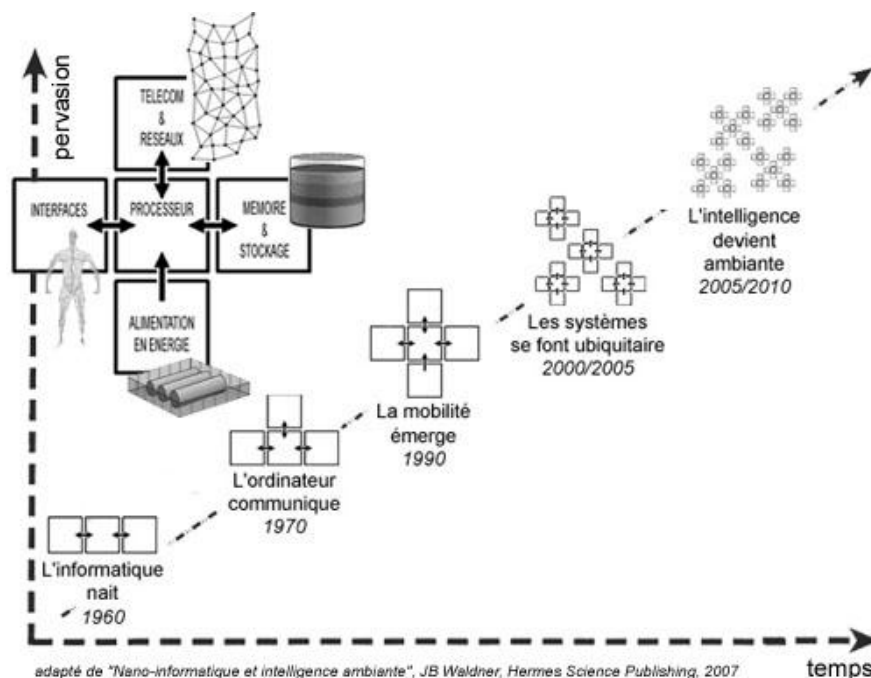 pervasion
TELECOM
&
RESEAUX
INTERFACES
PROCESSEUR
MEMOIRE
&
STOCKAGE
ALIMENTATION
EN ENERGIE
L'informatique
nait
1960
L'ordinateur
communique
1970
La mobilité
émerge
1990
Les systèmes
se font ubiquitaire
2000/2005
L'intelligence
devient
ambiante
2005/2010
temps
adapté de "Nano-informatique et intelligence ambiante", JB Waldner, Hermes Science Publishing, 2007